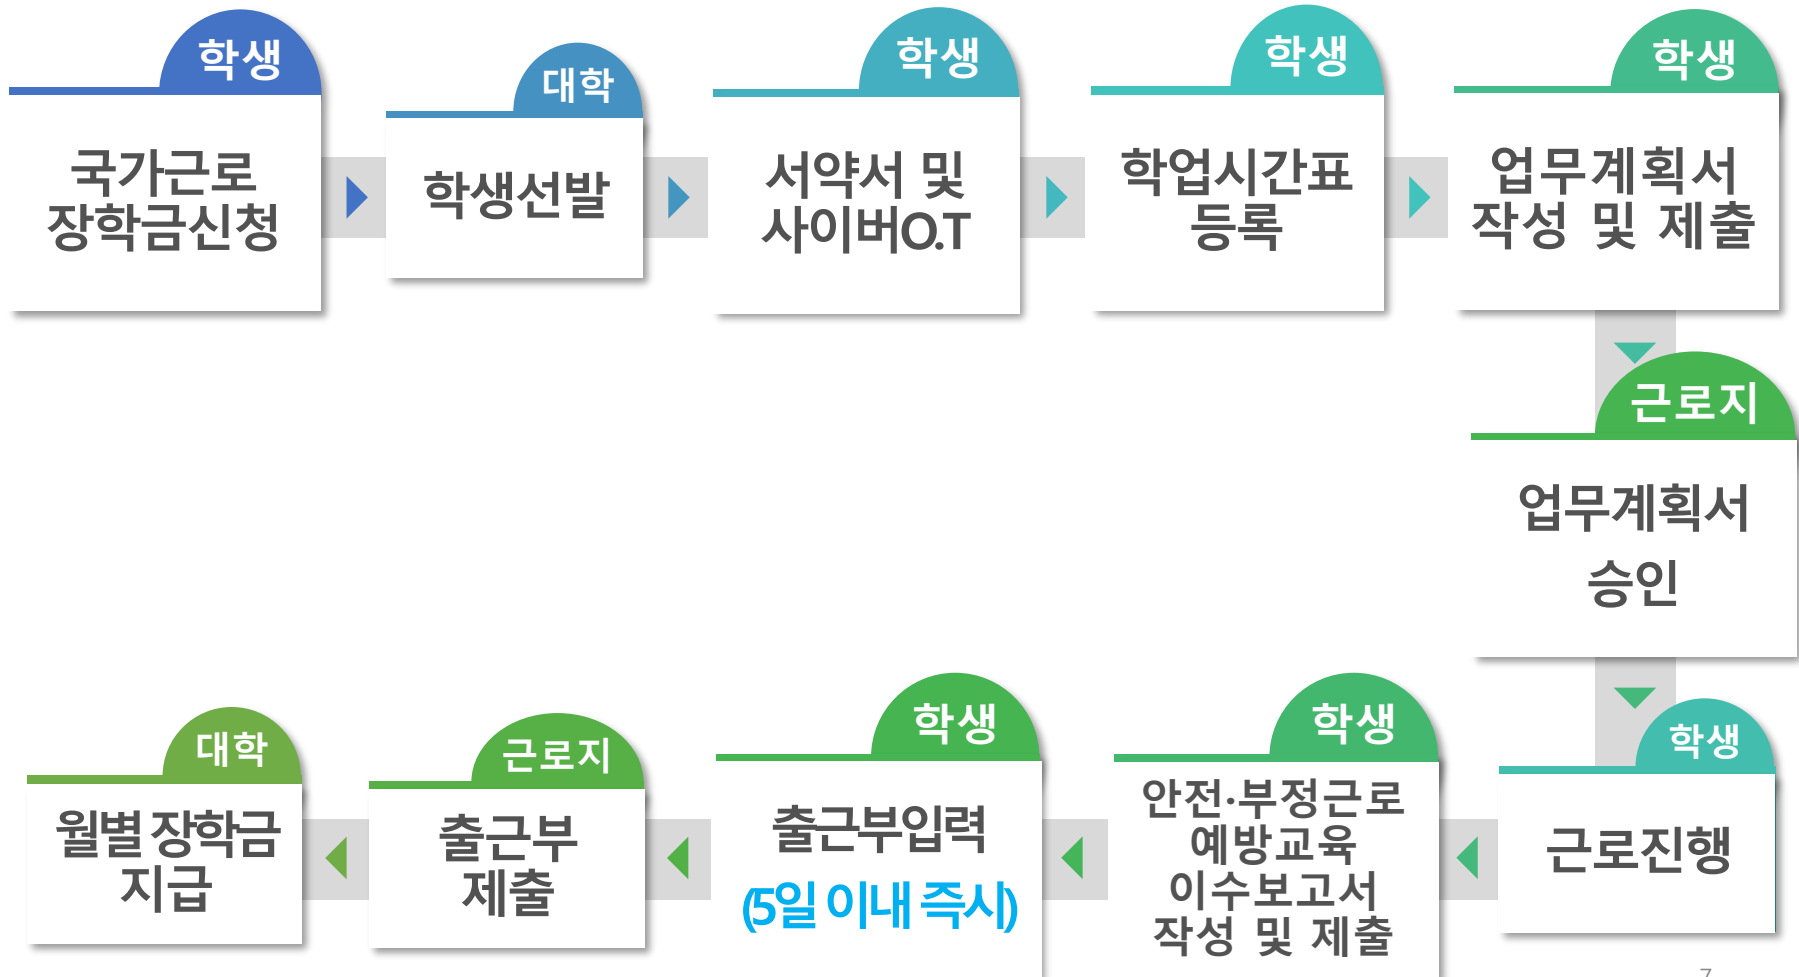 학생
국가근로
장학금신청
대학
학생선발
학생
서약서 및
사이버O.T
학생
학업시간표
등록
학생
업무계획서
작성 및 제출
근로지
업무계획서
승인
학생
근로진행
학생
안전·부정근로
예방교육
이수보고서
작성 및 제출
학생
출근부입력
(5일 이내 즉시)
근로지
출근부
제출
대학
월별 장학금
지급
7